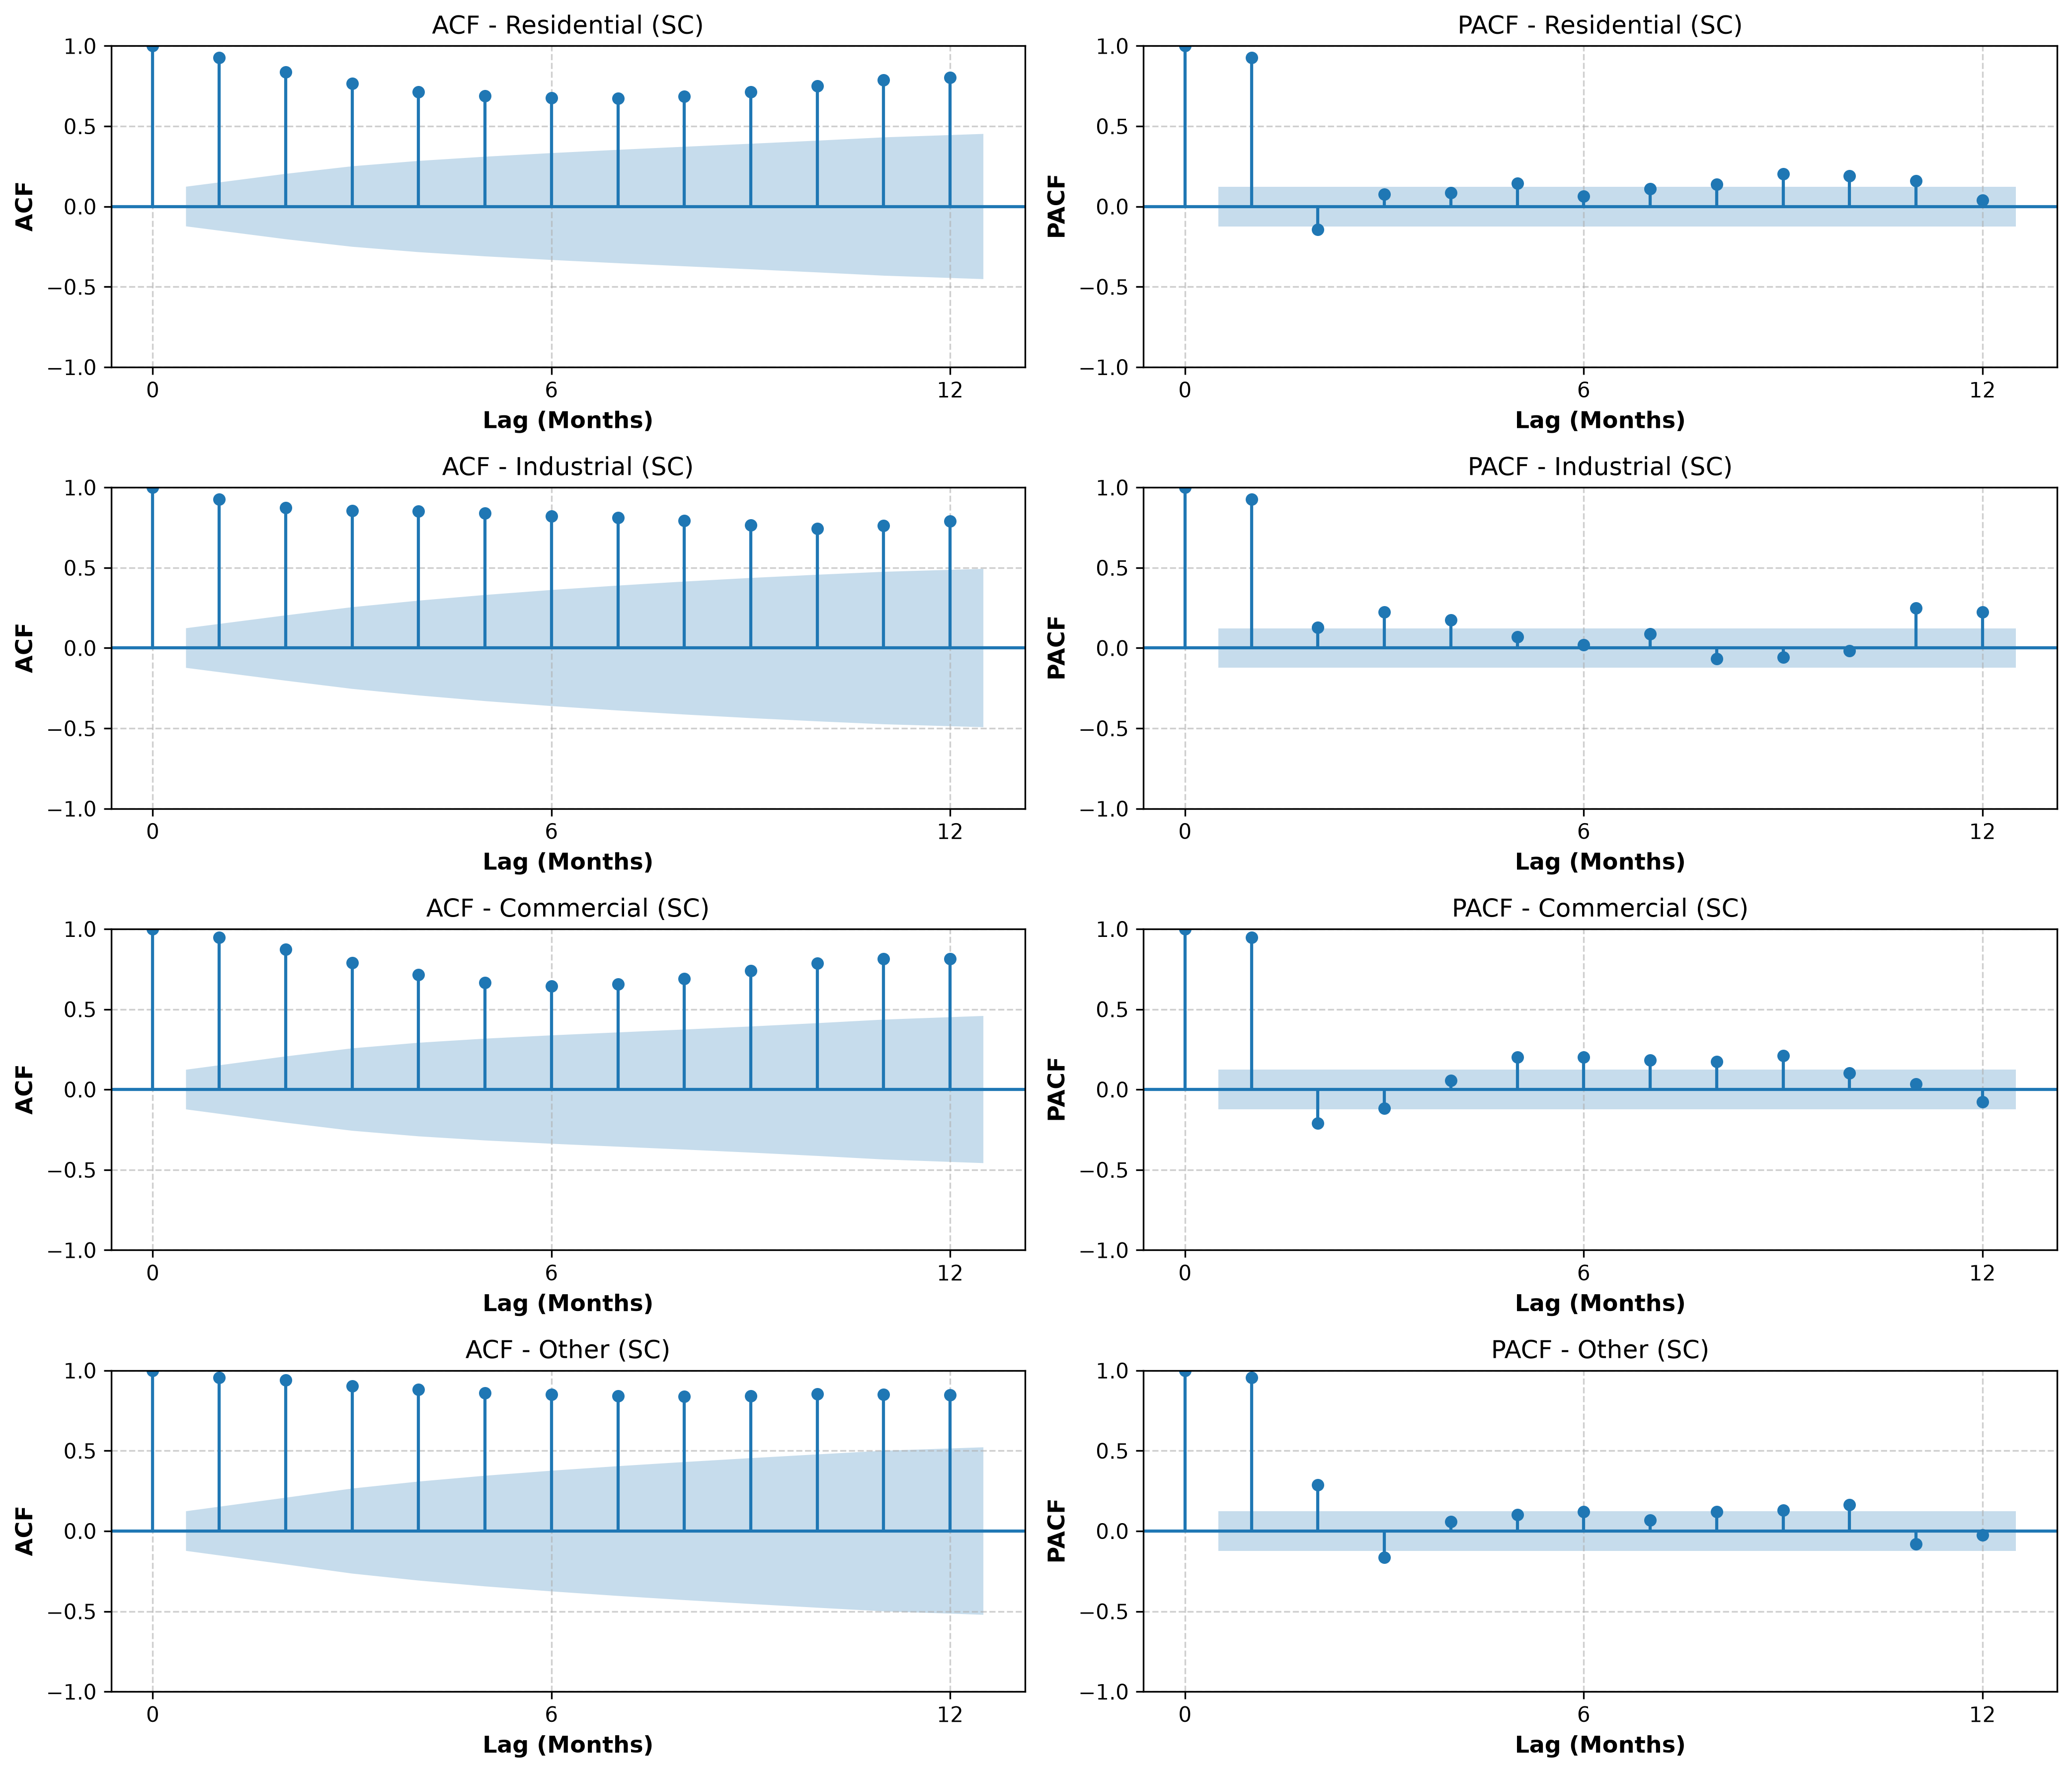 ACF - Residential (SC)
1.0
0.5
0.0
−0.5
−1.0
ACF
0
6
12
Lag (Months)
PACF - Residential (SC)
1.0
0.5
0.0
−0.5
−1.0
PACF
0
6
12
Lag (Months)
ACF - Industrial (SC)
1.0
0.5
0.0
−0.5
−1.0
ACF
0
6
12
Lag (Months)
PACF - Industrial (SC)
1.0
0.5
0.0
−0.5
−1.0
PACF
0
6
12
Lag (Months)
ACF - Commercial (SC)
1.0
0.5
0.0
−0.5
−1.0
ACF
0
6
12
Lag (Months)
PACF - Commercial (SC)
1.0
0.5
0.0
−0.5
−1.0
PACF
0
6
12
Lag (Months)
ACF - Other (SC)
1.0
0.5
0.0
−0.5
−1.0
ACF
0
6
12
Lag (Months)
PACF - Other (SC)
1.0
0.5
0.0
−0.5
−1.0
PACF
0
6
12
Lag (Months)